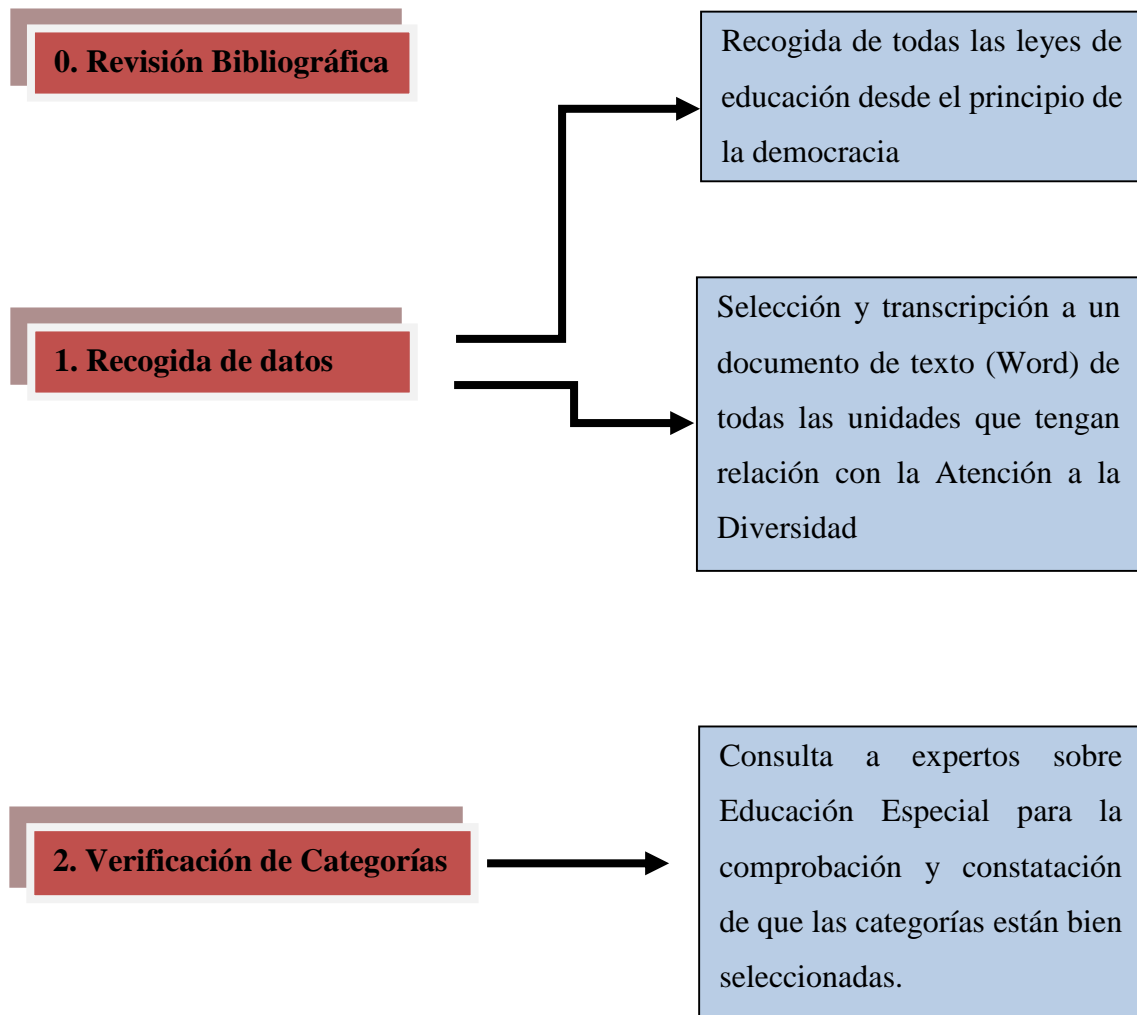 0. Revisión Bibliográfica
Recogida de todas las leyes de
educación desde el principio de
la democracia
1. Recogida de datos
Selección y transcripción a un
documento de texto (Word) de
todas las unidades que tengan
relación con la Atención a la
Diversidad
2. Verificación de Categorías
Consulta a expertos sobre
Educación Especial para la
comprobación y constatación
de que las categorías están bien
seleccionadas.